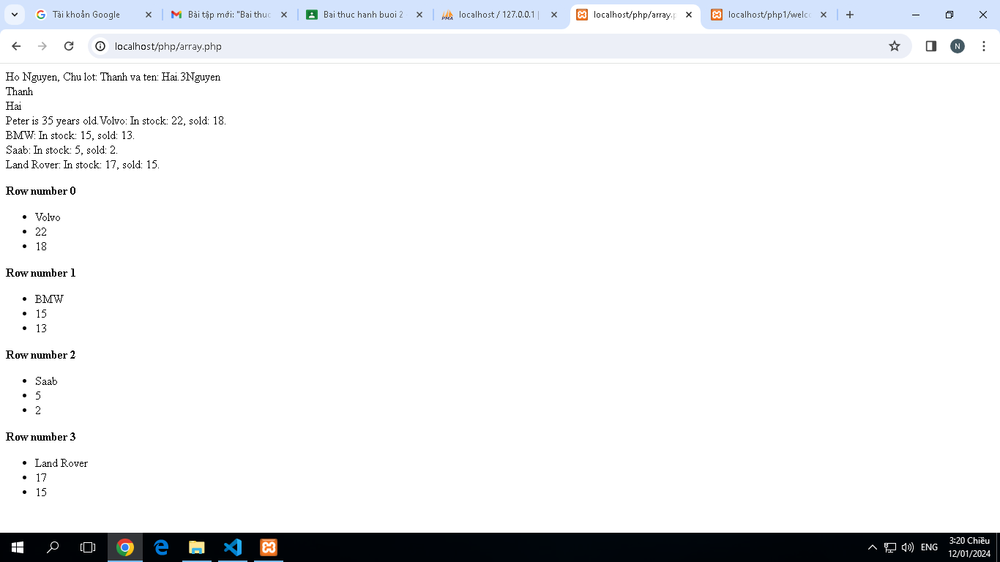 Tài khoản Google
Bài tập mới: "Bai thuc
Bai thuc hanh buoi 2
localhost / 127.0.0.1 |
localhost/php/array.p
localhost/php1/welco
localhost/php/array.php
N
Ho Nguyen, Chu lot: Thanh va ten: Hai.3Nguyen
Thanh
Hai
Peter is 35 years old.Volvo: In stock: 22, sold: 18.
BMW: In stock: 15, sold: 13.
Saab: In stock: 5, sold: 2.
Land Rover: In stock: 17, sold: 15.
Row number 0
Volvo
22
18
Row number 1
BMW
15
13
Row number 2
Saab
5
2
Row number 3
Land Rover
17
15
ENG
3:20 Chiều
12/01/2024